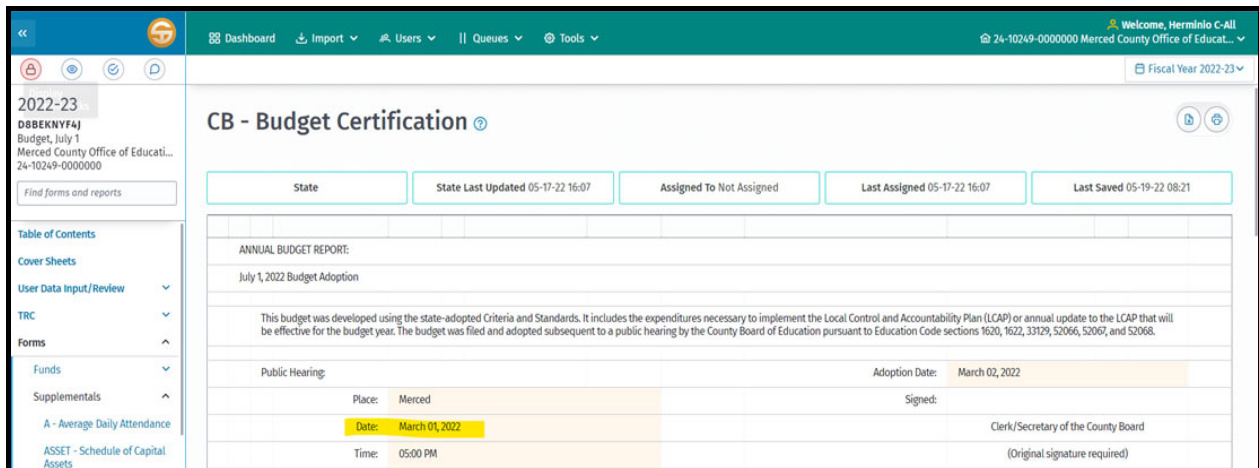 Dashboard Import Users Queues Tools
Welcome, Herminio C-All
24-10249-0000000 Merced County Office of Educat...
Fiscal Year 2022-23
2022-23
D8BEKNYF4J
Budget, July 1
Merced County Office of Educati...
24-10249-0000000
Find forms and reports
Table of Contents
Cover Sheets
User Data Input/Review
TRC
Forms
Funds
Supplementals
A - Average Daily Attendance
ASSET - Schedule of Capital
Assets
CB - Budget Certification
State
State Last Updated 05-17-22 16:07
Assigned To Not Assigned
Last Assigned 05-17-22 16:07
Last Saved 05-19-22 08:21
ANNUAL BUDGET REPORT:
July 1, 2022 Budget Adoption
This budget was developed using the state-adopted Criteria and Standards. It includes the expenditures necessary to implement the Local Control and Accountability Plan (LCAP) or annual update to the LCAP that will
be effective for the budget year. The budget was filed and adopted subsequent to a public hearing by the County Board of Education pursuant to Education Code sections 1620, 1622, 33129, 52066, 52067, and 52068.
Public Hearing: Adoption Date: March 02, 2022
Place: Merced Signed:
Date: March 01, 2022 Clerk/Secretary of the County Board
Time: 05:00 PM (Original signature required)